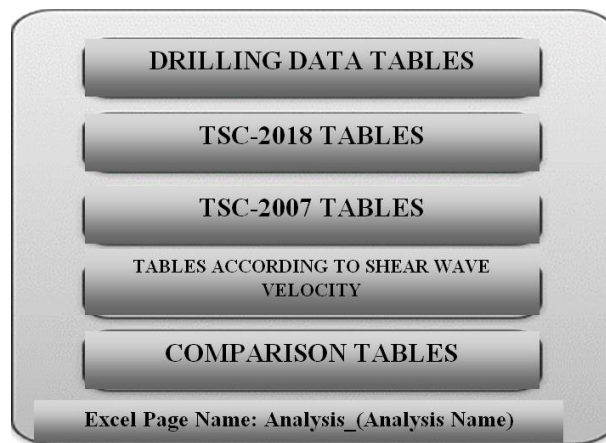 DRILLING DATA TABLES
TSC-2018 TABLES
TSC-2007 TABLES
TABLES ACCORDING TO SHEAR WAVE
VELOCITY
COMPARISON TABLES
Excel Page Name: Analysis_(Analysis Name)